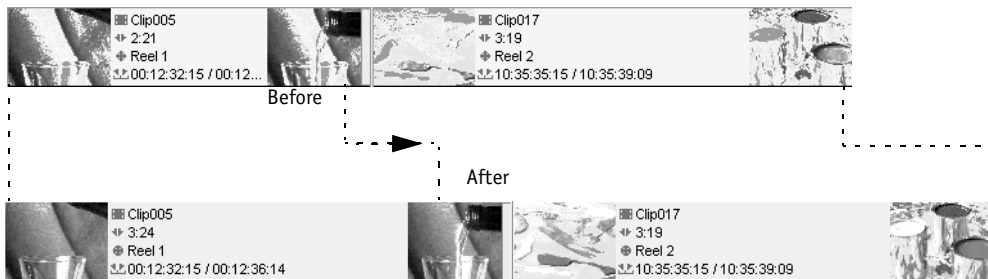 Clip005
2:21
Reel 1
00:12:32:15 / 00:12...
Clip017
3:19
Reel 2
10:35:35:15 / 10:35:39:09
Before
After
Clip005
3:24
Reel 1
00:12:32:15 / 00:12:36:14
Clip017
3:19
Reel 2
10:35:35:15 / 10:35:39:09